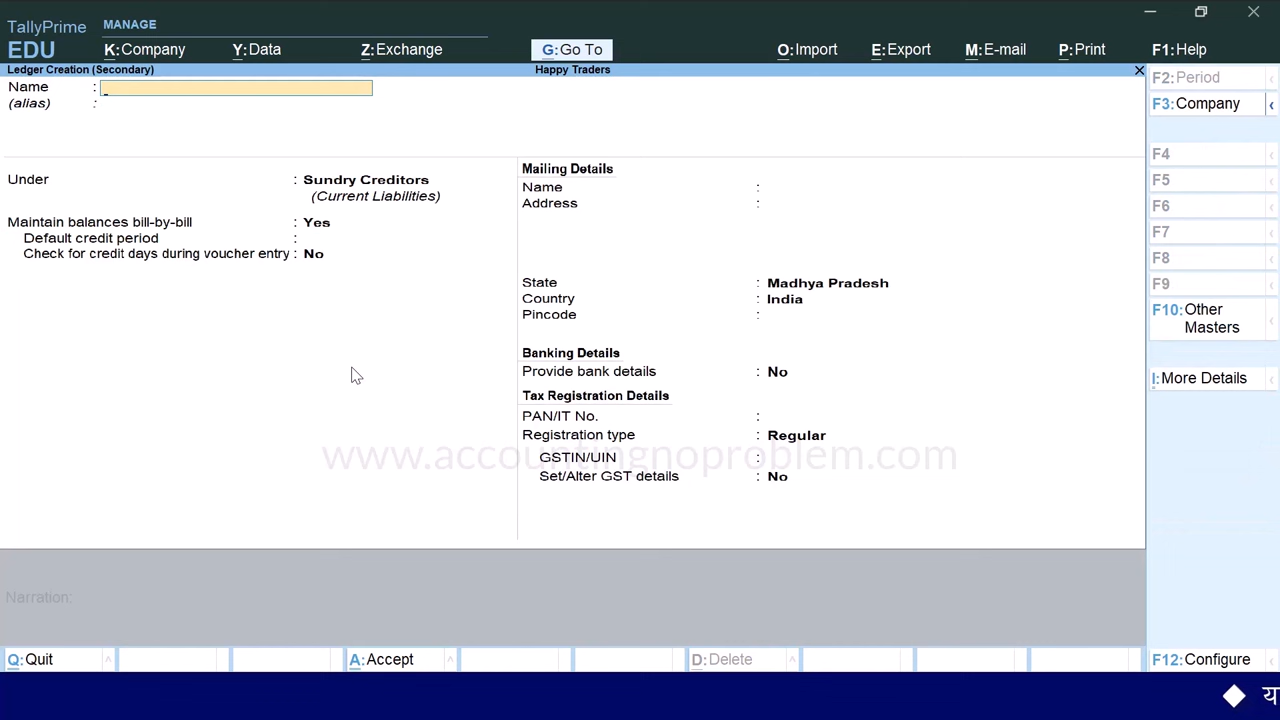 TallyPrime
EDU
MANAGE
K:Company Y:Data Z:Exchange G:Go To O:Import E:Export M:E-mail P:Print F1:Help
Ledger Creation (Secondary) Happy Traders
Name :
(alias) :
Under : Sundry Creditors
(Current Liabilities)
Maintain balances bill-by-bill : Yes
Default credit period :
Check for credit days during voucher entry : No
Mailing Details
Name :
Address :
State : Madhya Pradesh
Country : India
Pincode :
Banking Details
Provide bank details : No
Tax Registration Details
PAN/IT No. :
Registration type : Regular
GSTIN/UIN :
Set/Alter GST details : No
www.accountingnoproblem.com
Narration:
F2:Period
F3:Company
F4
F5
F6
F7
F8
F9
F10:Other
Masters
I:More Details
Q:Quit A:Accept D:Delete F12:Configure